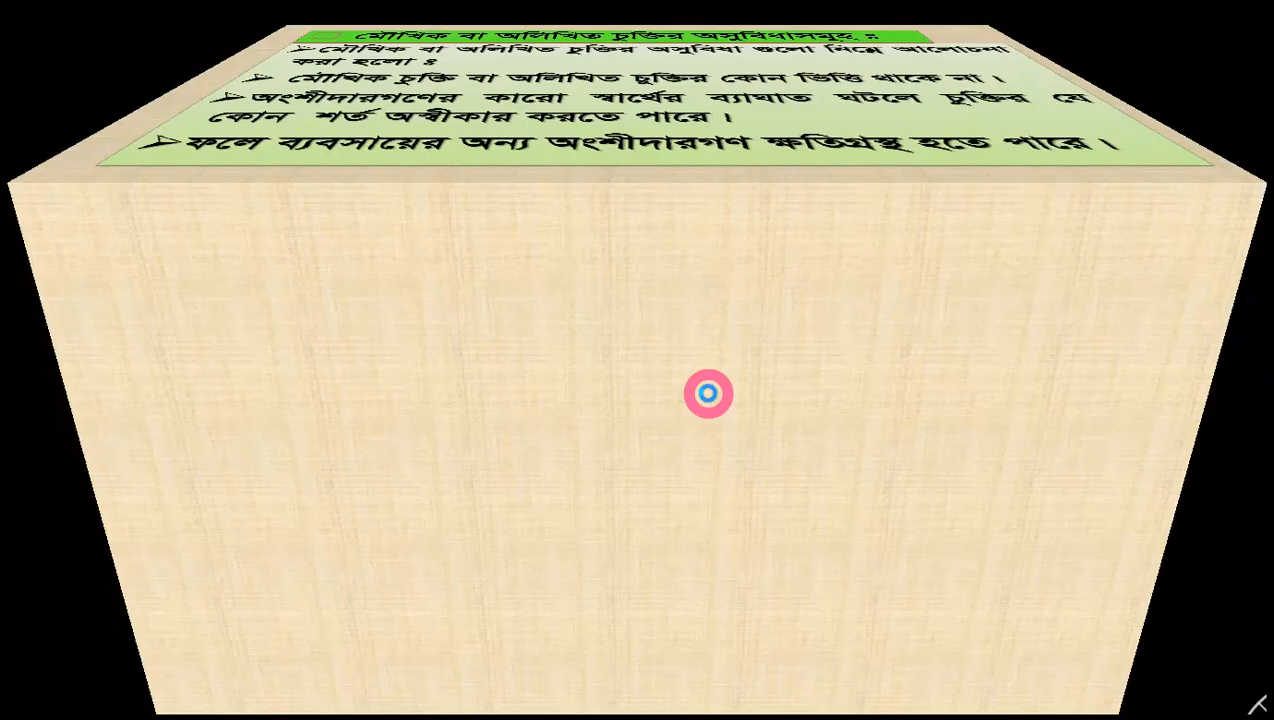 মৌখিক বা অলিখিত চুক্তির অসুবিধাসমূহ ঃ
মৌখিক বা অলিখিত চুক্তির অসুবিধা গুলো নিম্নে আলোচনা
করা হলো ঃ
মৌখিক চুক্তি বা অলিখিত চুক্তির কোন ভিত্তি থাকে না ।
অংশীদারগণের কারো স্বার্থের ব্যাঘাত ঘটলে চুক্তির যে
কোন শর্ত অস্বীকার করতে পারে ।
ফলে ব্যবসায়ের অন্য অংশীদারগণ ক্ষতিগ্রস্থ হতে পারে ।